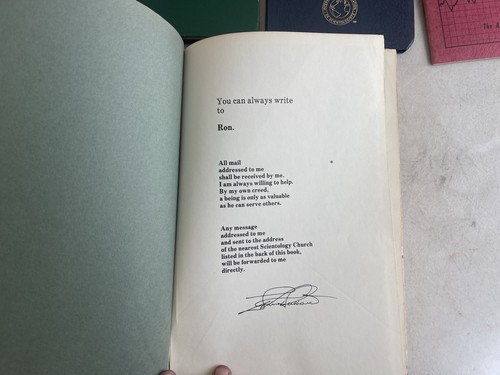 You can always write
to
Ron.
All mail
addressed to me
shall be received by me.
I am always willing to help.
By my own creed,
a being is only as valuable
as he can serve others.
Any message
addressed to me
and sent to the address
of the nearest Scientology Church
listed in the back of this book,
will be forwarded to me
directly.